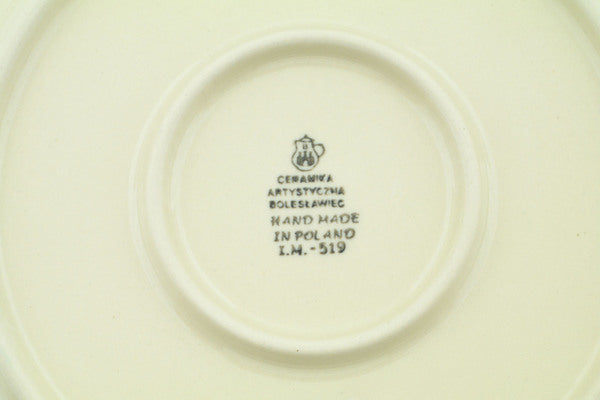 CERAMIKA
ARTYSTYCZNA
BOLESŁAWIEC
HAND MADE
IN POLAND
I.M.-519